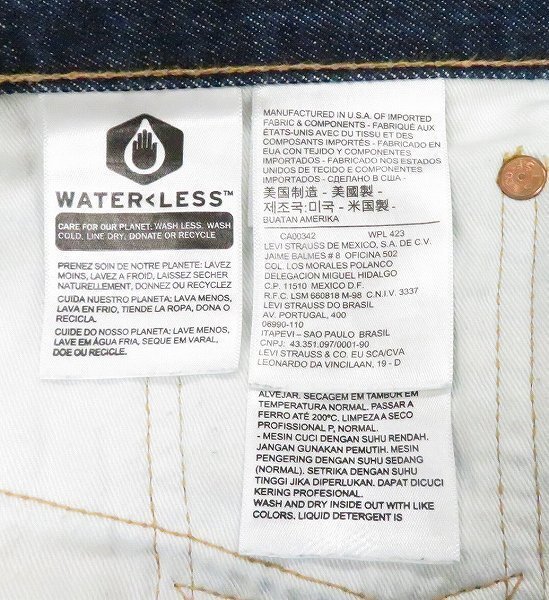 WATER<LESS™
CARE FOR OUR PLANET: WASH LESS. WASH
COLD. LINE DRY. DONATE OR RECYCLE
PRENEZ SOIN DE NOTRE PLANETE: LAVEZ
MOINS, LAVEZ A FROID, LAISSEZ SECHER
NATURELLEMENT, DONNEZ OU RECYCLEZ
CUIDA NUESTRO PLANETA: LAVA MENOS,
LAVA EN FRIO, TIENDE LA ROPA, DONA O
RECICLA.
CUIDE DO NOSSO PLANETA: LAVE MENOS,
LAVE EM ÁGUA FRIA, SEQUE EM VARAL,
DOE OU RECICLE.
MANUFACTURED IN U.S.A. OF IMPORTED
FABRIC & COMPONENTS - FABRIQUÉ AUX
ÉTATS-UNIS AVEC DU TISSU ET DES
COMPOSANTS IMPORTÉS - FABRICADO EN
EUA CON TEJIDO Y COMPONENTES
IMPORTADOS - FABRICADO NOS ESTADOS
UNIDOS DE TECIDO E COMPONENTES
IMPORTADOS - СДЕЛАНО В США -
美国制造 - 美國製 -
제조국:미국 - 米国製 -
BUATAN AMERIKA
CA00342 WPL 423
LEVI STRAUSS DE MEXICO, S.A. DE C.V.
JAIME BALMES # 8 OFICINA 502
COL. LOS MORALES POLANCO
DELEGACION MIGUEL HIDALGO
C.P. 11510 MEXICO D.F.
R.F.C. LSM 660818 M-98 C.N.I.V. 3337
LEVI STRAUSS DO BRASIL
AV. PORTUGAL, 400
06990-110
ITAPEVI – SAO PAULO BRASIL
CNPJ: 43.351.097/0001-90
LEVI STRAUSS & CO. EU SCA/CVA
LEONARDO DA VINCILAAN, 19 - D
ALVEJAR. SECAGEM EM TAMBOR EM
TEMPERATURA NORMAL. PASSAR A
FERRO ATÉ 200°C. LIMPEZA A SECO
PROFISSIONAL P, NORMAL.
- MESIN CUCI DENGAN SUHU RENDAH.
JANGAN GUNAKAN PEMUTIH. MESIN
PENGERING DENGAN SUHU SEDANG
(NORMAL). SETRIKA DENGAN SUHU
TINGGI JIKA DIPERLUKAN. DAPAT DICUCI
KERING PROFESIONAL.
WASH AND DRY INSIDE OUT WITH LIKE
COLORS. LIQUID DETERGENT IS